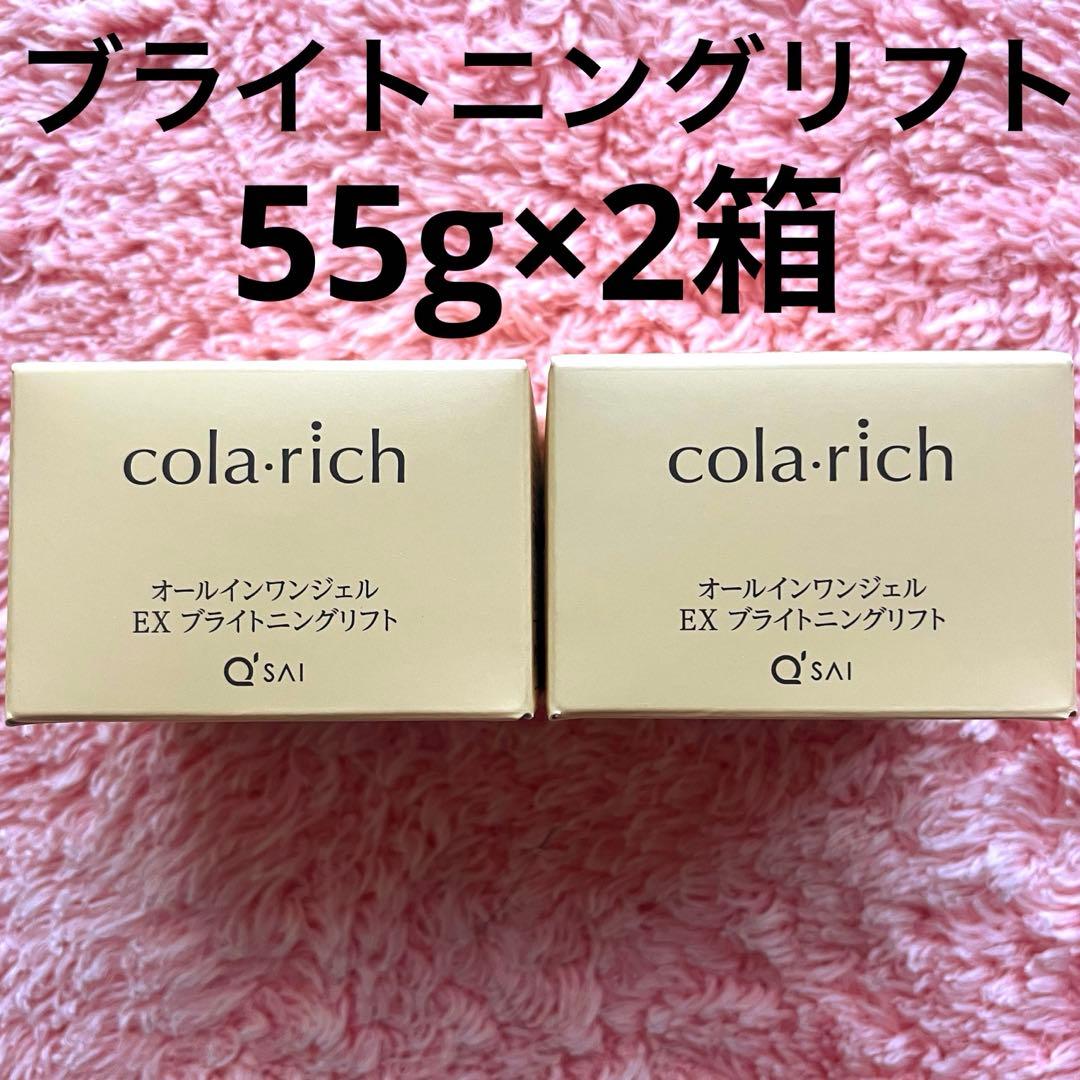 ブライトニングリフト
55g×2箱
cola・rich
オールインワンジェル
EX ブライトニングリフト
Q'SAI
cola・rich
オールインワンジェル
EX ブライトニングリフト
Q'SAI